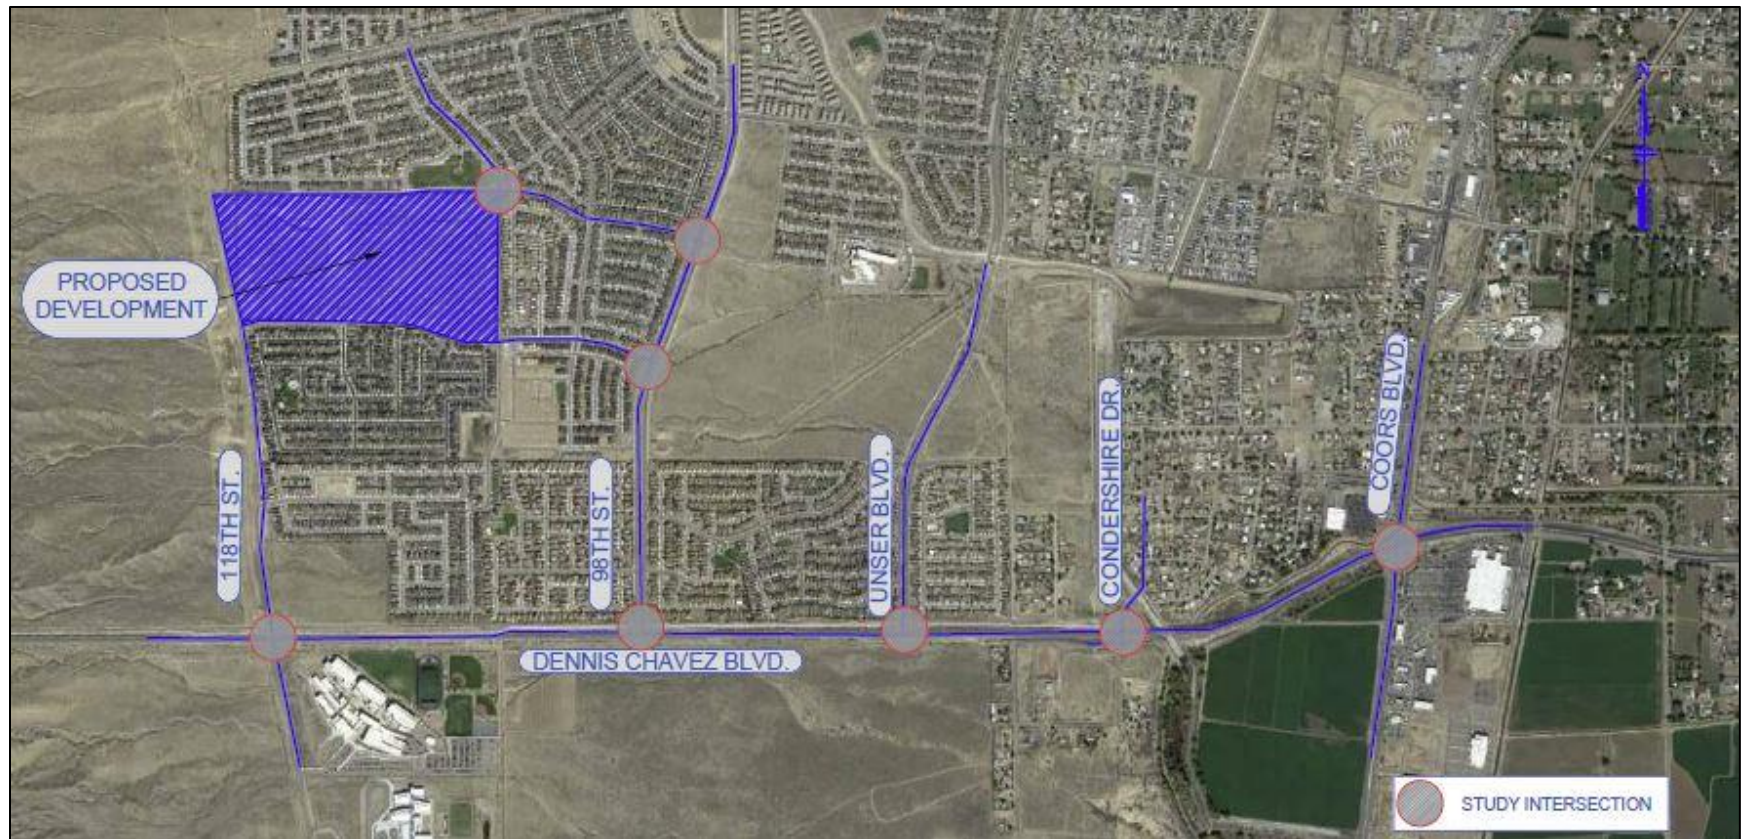 N
PROPOSED
DEVELOPMENT
118TH ST.
98TH ST.
UNSER BLVD.
CONDERSHIRE DR.
COORS BLVD.
DENNIS CHAVEZ BLVD.
STUDY INTERSECTION